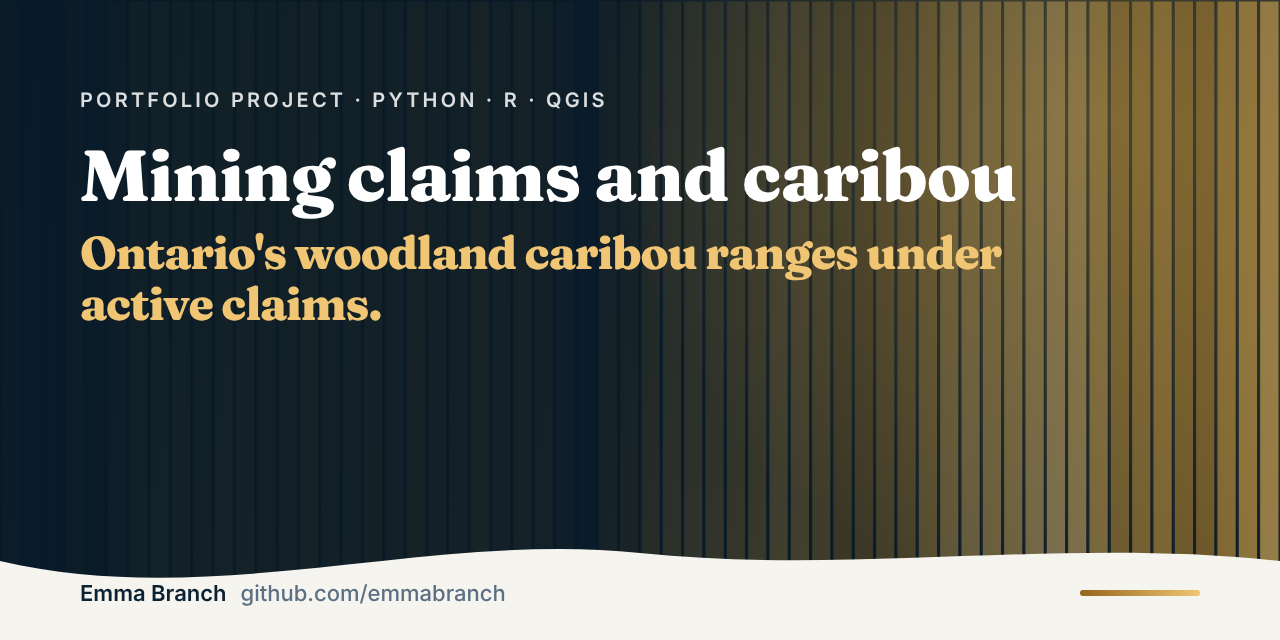 PORTFOLIO PROJECT · PYTHON · R · QGIS
Mining claims and caribou
Ontario's woodland caribou ranges under
active claims.
Emma Branch github.com/emmabranch